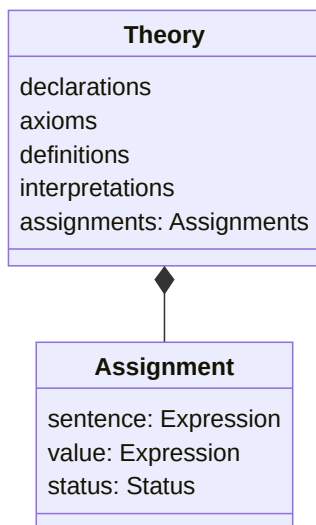 Theory
declarations
axioms
definitions
interpretations
assignments: Assignments
Assignment
sentence: Expression
value: Expression
status: Status